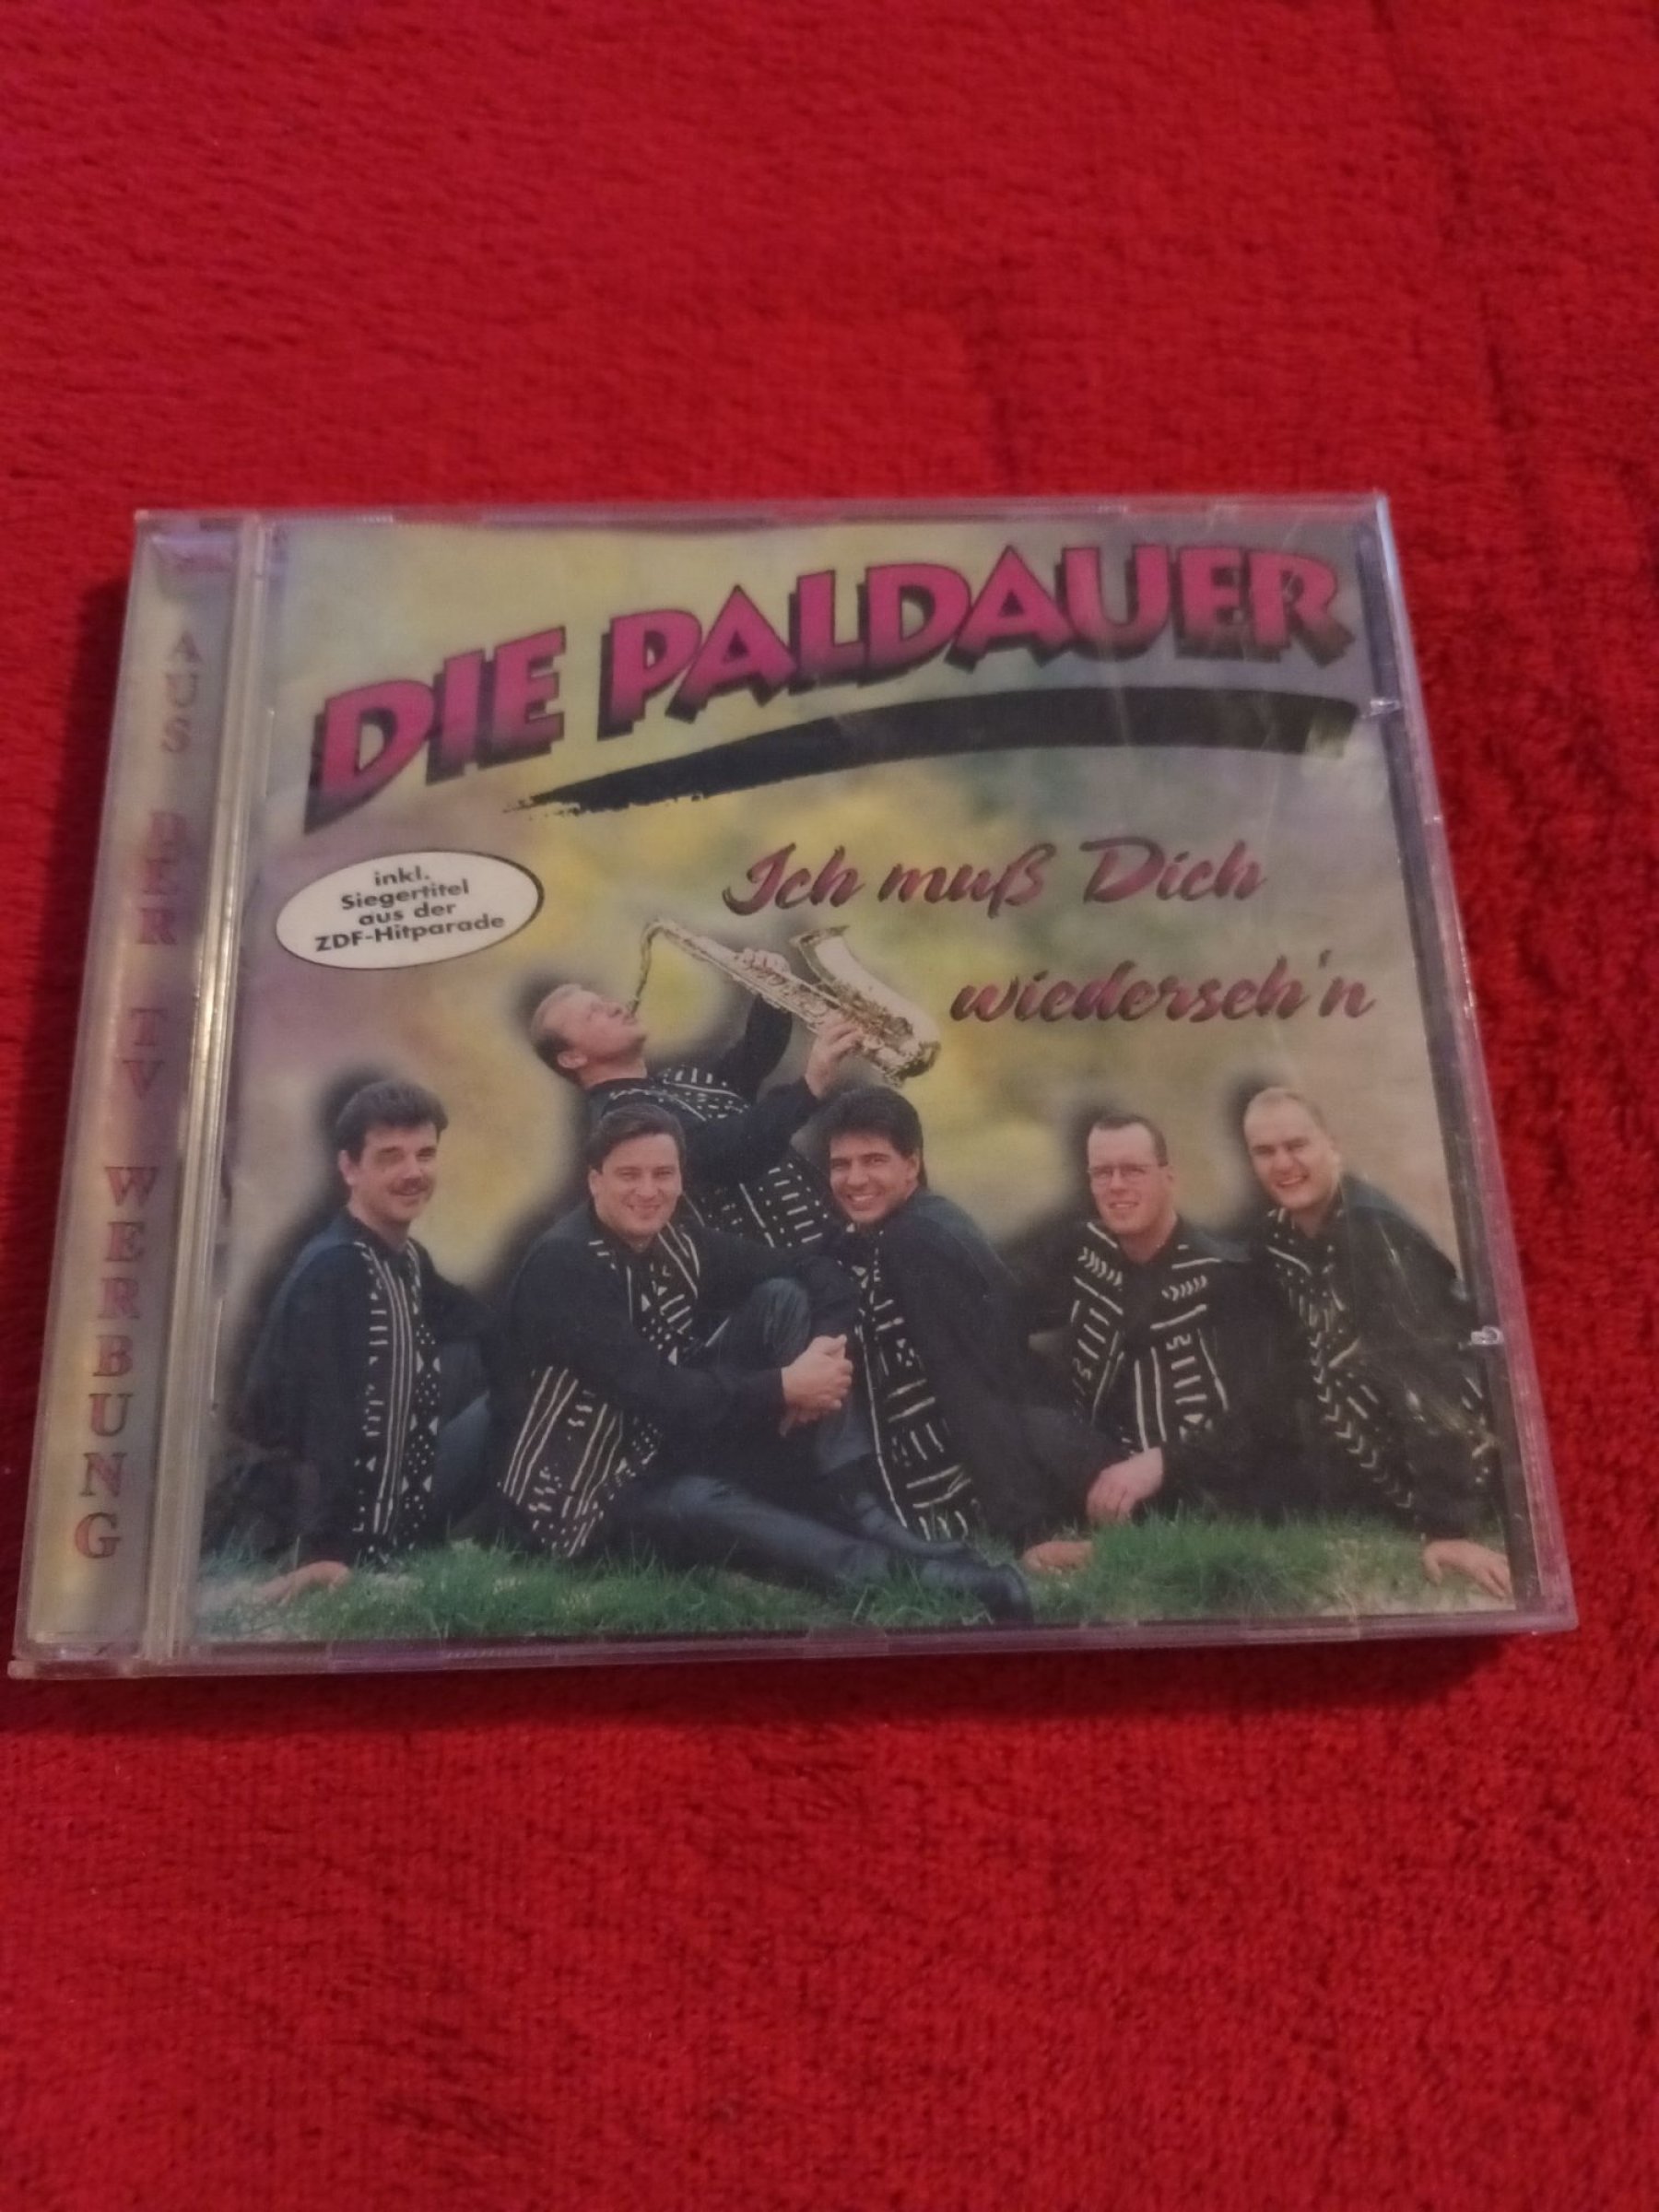 DIE PALDAUER
Ich muß Dich
wiederseh'n
inkl.
Siegertitel
aus der
ZDF-Hitparade
AUS DER TV WERBUNG